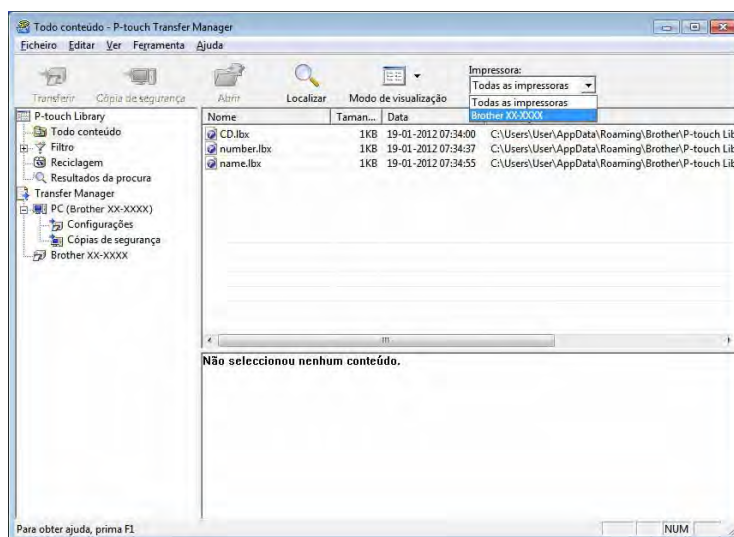 Todo conteúdo - P-touch Transfer Manager
Ficheiro Editar Ver Ferramenta Ajuda
Impressora:
Todas as impressoras
Transferir Cópia de segurança Abrir Localizar Modo de visualização
Todas as impressoras
Brother XX-XXXX
P-touch Library
Todo conteúdo
Filtro
Reciclagem
Resultados da procura
Transfer Manager
PC (Brother XX-XXXX)
Configurações
Cópias de segurança
Brother XX-XXXX
Nome Taman... Data
CD.lbx 1KB 19-01-2012 07:34:00 C:\Users\User\AppData\Roaming\Brother\P-touch Lib
number.lbx 1KB 19-01-2012 07:34:37 C:\Users\User\AppData\Roaming\Brother\P-touch Lib
name.lbx 1KB 19-01-2012 07:34:55 C:\Users\User\AppData\Roaming\Brother\P-touch Lib
Não seleccionou nenhum conteúdo.
Para obter ajuda, prima F1 NUM